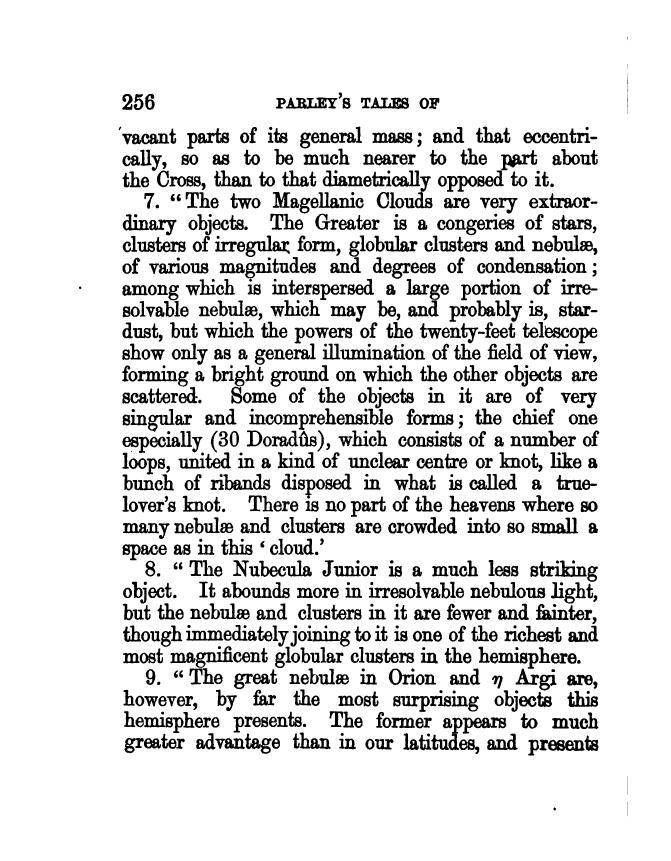 256 PARLEY'S TALES OF
vacant parts of its general mass; and that eccentri-
cally, so as to be much nearer to the part about
the Cross, than to that diametrically opposed to it.
7. “The two Magellanic Clouds are very extraor-
dinary objects. The Greater is a congeries of stars,
clusters of irregular form, globular clusters and nebulæ,
of various magnitudes and degrees of condensation;
among which is interspersed a large portion of irre-
solvable nebulæ, which may be, and probably is, star-
dust, but which the powers of the twenty-feet telescope
show only as a general illumination of the field of view,
forming a bright ground on which the other objects are
scattered. Some of the objects in it are of very
singular and incomprehensible forms; the chief one
especially (30 Doradûs), which consists of a number of
loops, united in a kind of unclear centre or knot, like a
bunch of ribands disposed in what is called a true-
lover's knot. There is no part of the heavens where so
many nebulæ and clusters are crowded into so small a
space as in this ‘cloud.’
8. “The Nubecula Junior is a much less striking
object. It abounds more in irresolvable nebulous light,
but the nebulæ and clusters in it are fewer and fainter,
though immediately joining to it is one of the richest and
most magnificent globular clusters in the hemisphere.
9. “The great nebulæ in Orion and η Argi are,
however, by far the most surprising objects this
hemisphere presents. The former appears to much
greater advantage than in our latitudes, and presents